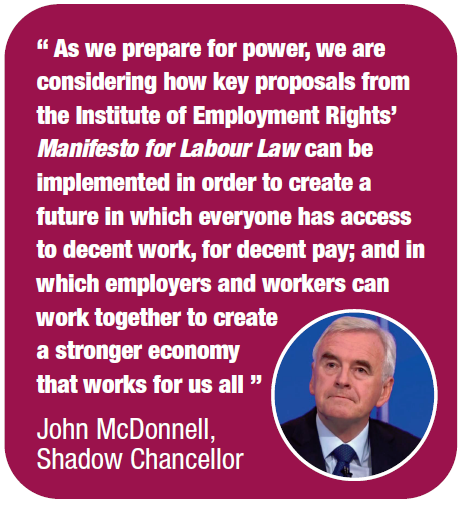 “ As we prepare for power, we are
considering how key proposals from
the Institute of Employment Rights’
Manifesto for Labour Law can be
implemented in order to create a
future in which everyone has access
to decent work, for decent pay; and in
which employers and workers can
work together to create
a stronger economy
that works for us all ”
John McDonnell,
Shadow Chancellor